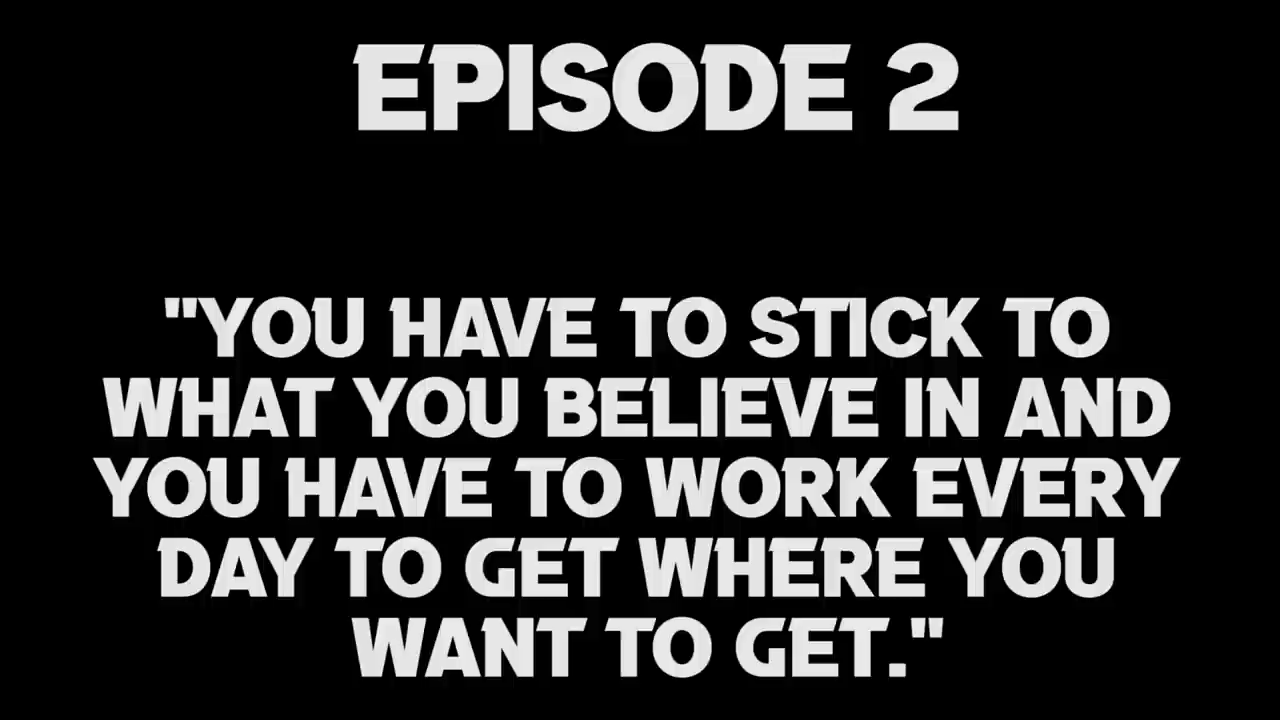 EPISODE 2
"YOU HAVE TO STICK TO
WHAT YOU BELIEVE IN AND
YOU HAVE TO WORK EVERY
DAY TO GET WHERE YOU
WANT TO GET."